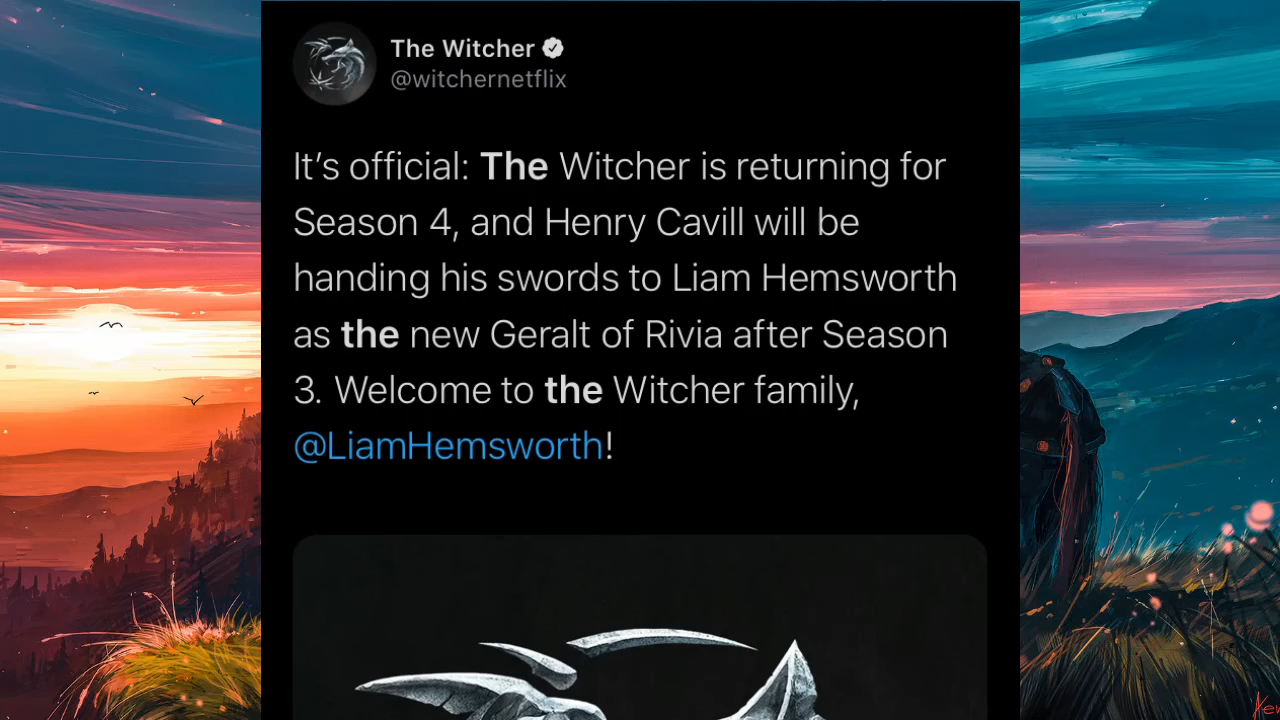 The Witcher
@witchernetflix
It's official: The Witcher is returning for
Season 4, and Henry Cavill will be
handing his swords to Liam Hemsworth
as the new Geralt of Rivia after Season
3. Welcome to the Witcher family,
@LiamHemsworth!